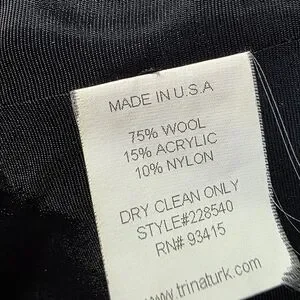 MADE IN U.S.A
75% WOOL
15% ACRYLIC
10% NYLON
DRY CLEAN ONLY
STYLE#228540
RN# 93415
www.trinaturk.com